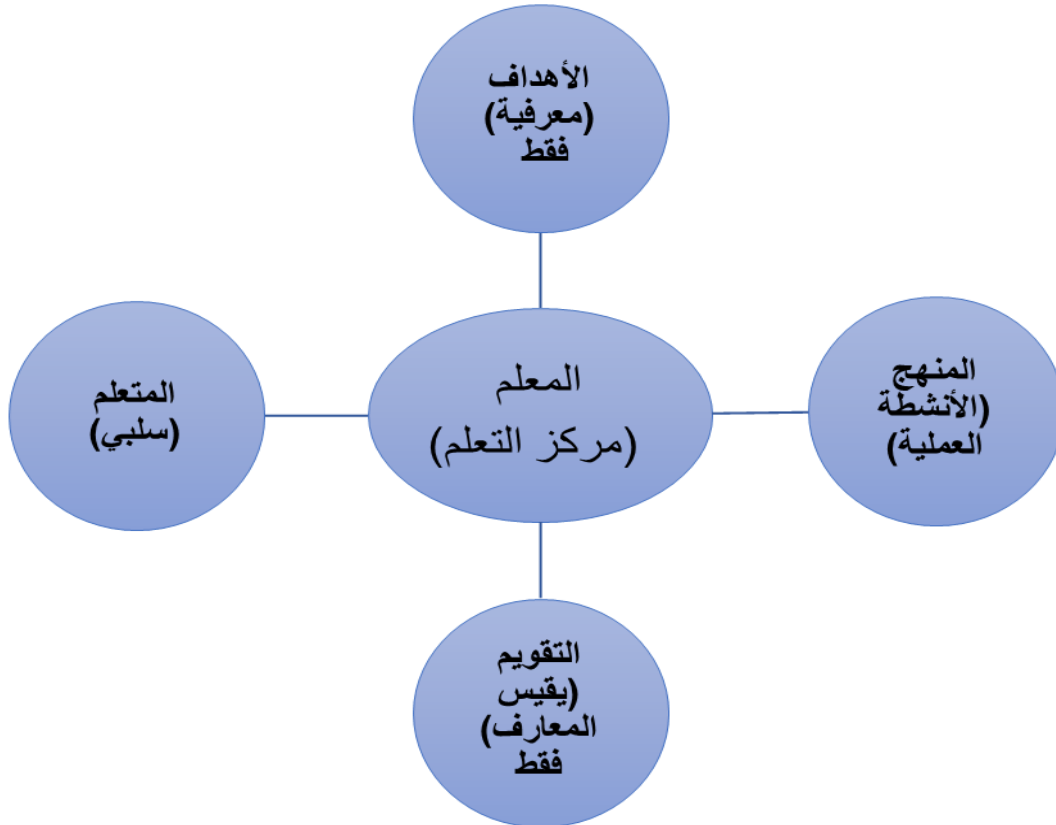 الأهداف
(معرفية)
فقط
المعلم
(مركز التعلم)
المنهج
(الأنشطة
العملية)
المتعلم
(سلبي)
التقويم
(يقيس
المعارف)
فقط